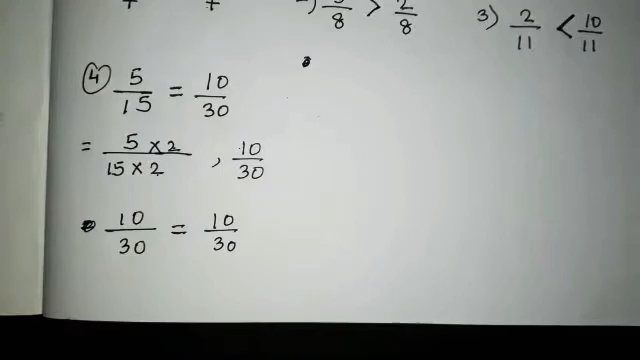 3) 2/11 < 10/11
④ 5/15 = 10/30
= 5 × 2/15 × 2 , 10/30
10/30 = 10/30